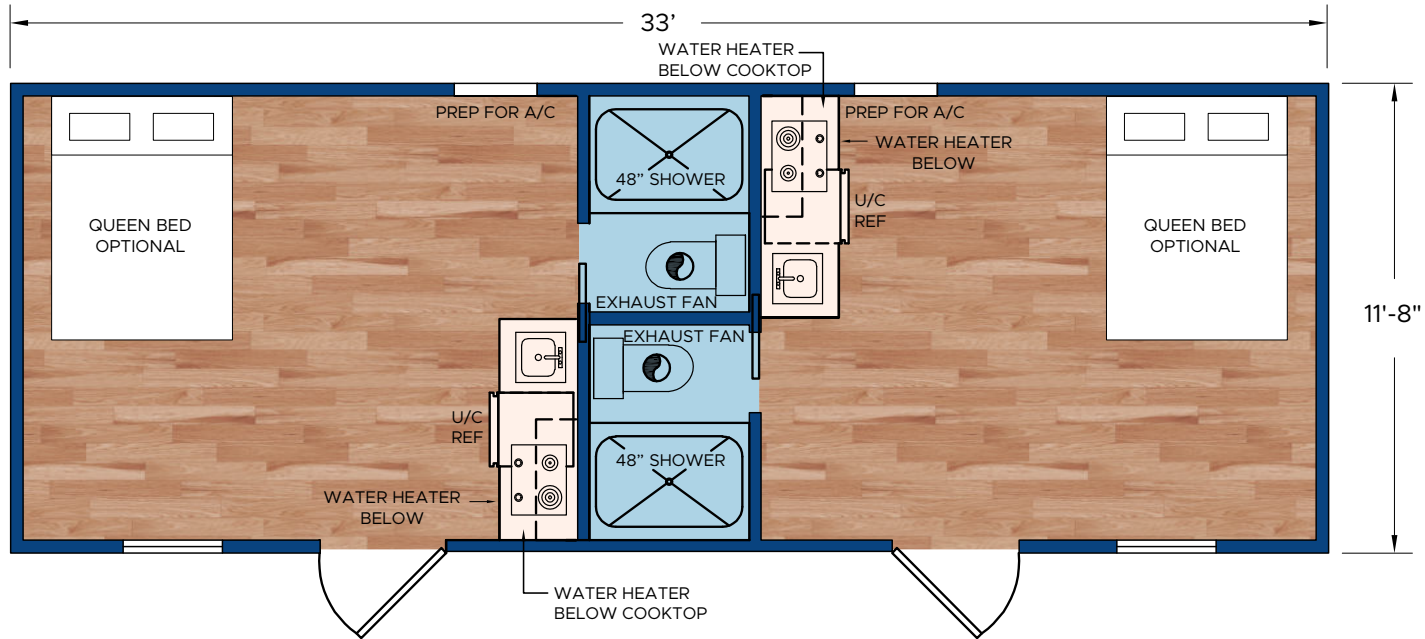 33'
WATER HEATER
BELOW COOKTOP
PREP FOR A/C
PREP FOR A/C
WATER HEATER
BELOW
48” SHOWER
U/C
REF
QUEEN BED
OPTIONAL
QUEEN BED
OPTIONAL
EXHAUST FAN
11'-8"
EXHAUST FAN
U/C
REF
48” SHOWER
WATER HEATER
BELOW
WATER HEATER
BELOW COOKTOP